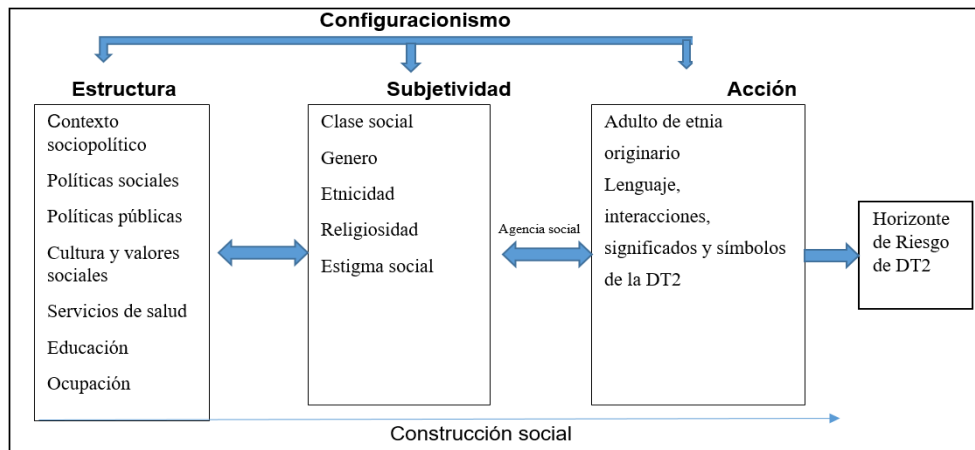 Configuracionismo
Estructura
Contexto
sociopolítico
Políticas sociales
Políticas públicas
Cultura y valores
sociales
Servicios de salud
Educación
Ocupación
Subjetividad
Clase social
Genero
Etnicidad
Religiosidad
Estigma social
Agencia social
Acción
Adulto de etnia
originario
Lenguaje,
interacciones,
significados y símbolos
de la DT2
Horizonte
de Riesgo
de DT2
Construcción social